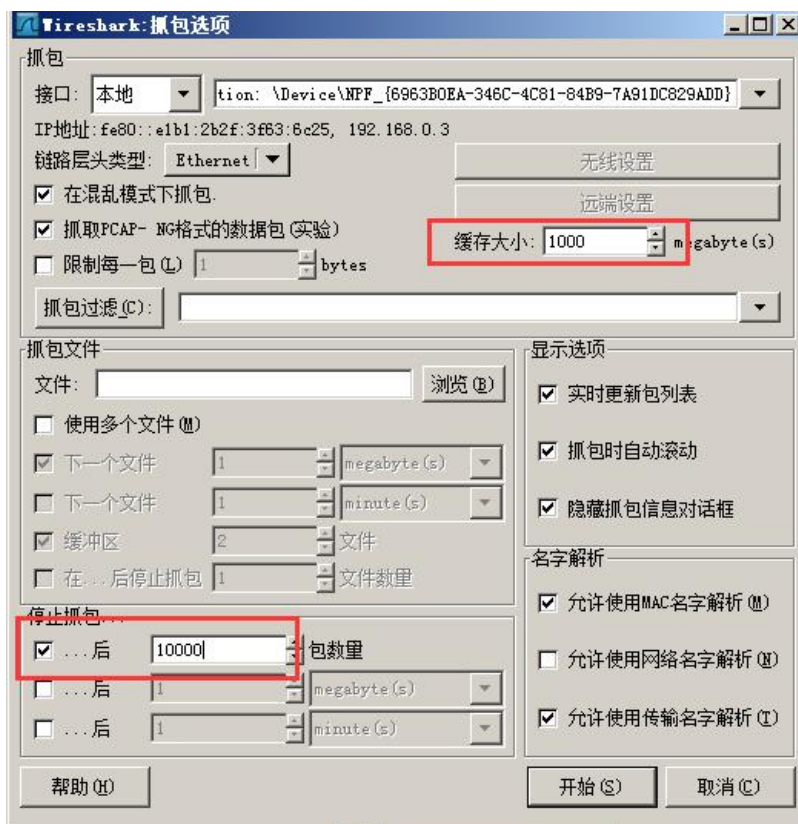 Wireshark:抓包选项
抓包
接口: 本地 tion: \Device\NPF_{6963B0EA-346C-4C81-84B9-7A91DC829ADD}
IP地址:fe80::e1b1:2b2f:3f63:6c25, 192.168.0.3
链路层头类型: Ethernet 无线设置
在混乱模式下抓包. 远端设置
抓取PCAP- NG格式的数据包(实验) 缓存大小: 1000 megabyte(s)
限制每一包(L) 1 bytes
抓包过滤(C):
抓包文件 显示选项
文件: 浏览(B) 实时更新包列表
使用多个文件(M)
下一个文件 1 megabyte(s) 抓包时自动滚动
下一个文件 1 minute(s) 隐藏抓包信息对话框
缓冲区 2 文件
在...后停止抓包 1 文件数量 名字解析
停止抓包... 允许使用MAC名字解析(M)
...后 10000 包数量 允许使用网络名字解析(N)
...后 1 megabyte(s)
...后 1 minute(s) 允许使用传输名字解析(T)
帮助(H) 开始(S) 取消(C)